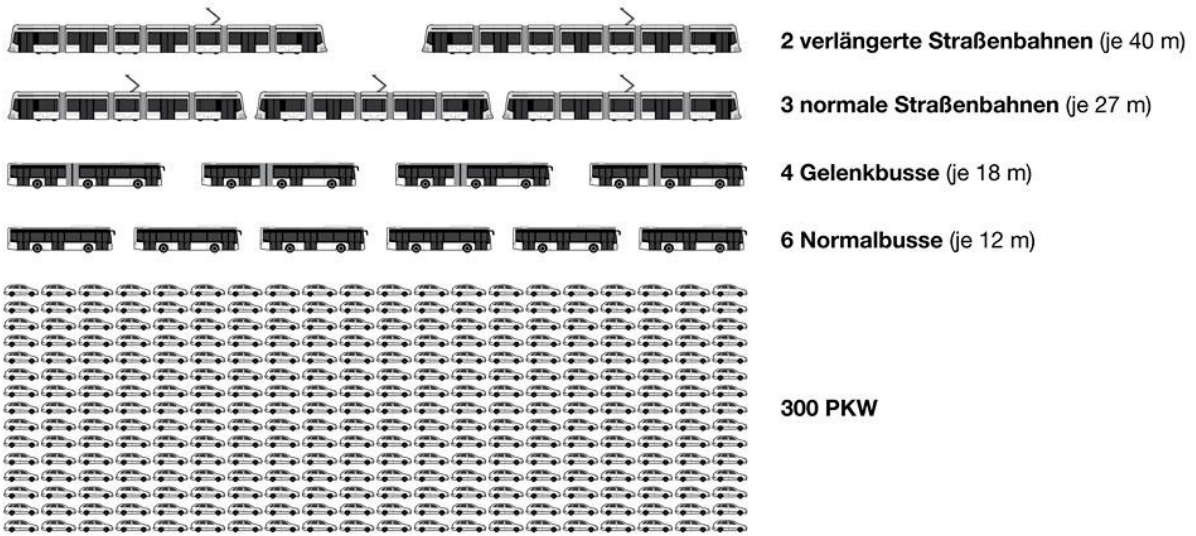 2 verlängerte Straßenbahnen (je 40 m)
3 normale Straßenbahnen (je 27 m)
4 Gelenkbusse (je 18 m)
6 Normalbusse (je 12 m)
300 PKW